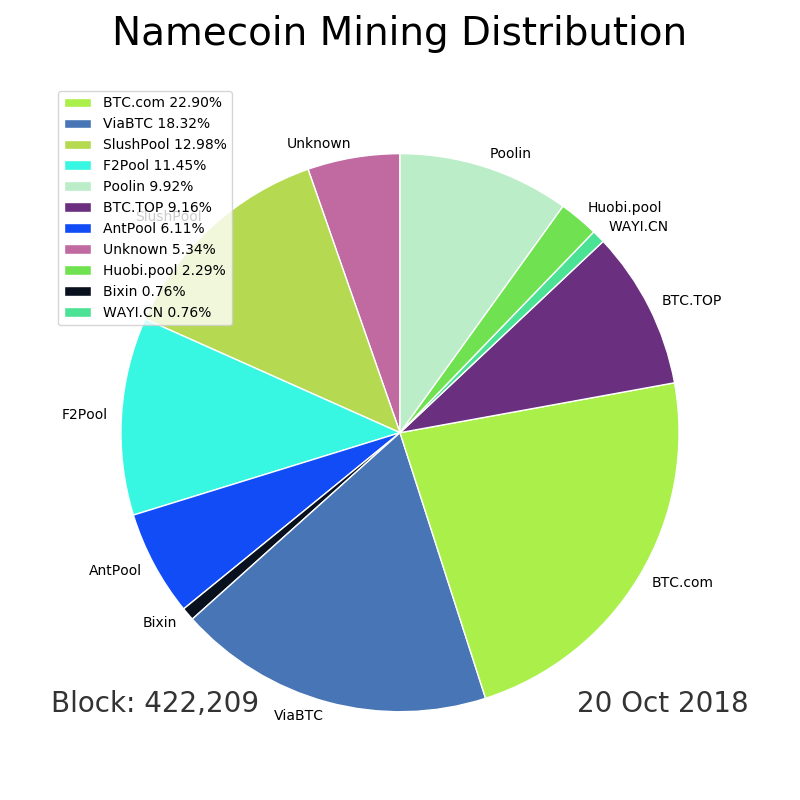 Namecoin Mining Distribution
BTC.com 22.90%
ViaBTC 18.32%
SlushPool 12.98%
F2Pool 11.45%
Poolin 9.92%
BTC.TOP 9.16%
AntPool 6.11%
Unknown 5.34%
Huobi.pool 2.29%
Bixin 0.76%
WAYI.CN 0.76%
Unknown
Poolin
Huobi.pool
WAYI.CN
SlushPool
BTC.TOP
F2Pool
AntPool
BTC.com
Bixin
ViaBTC
Block: 422,209
20 Oct 2018